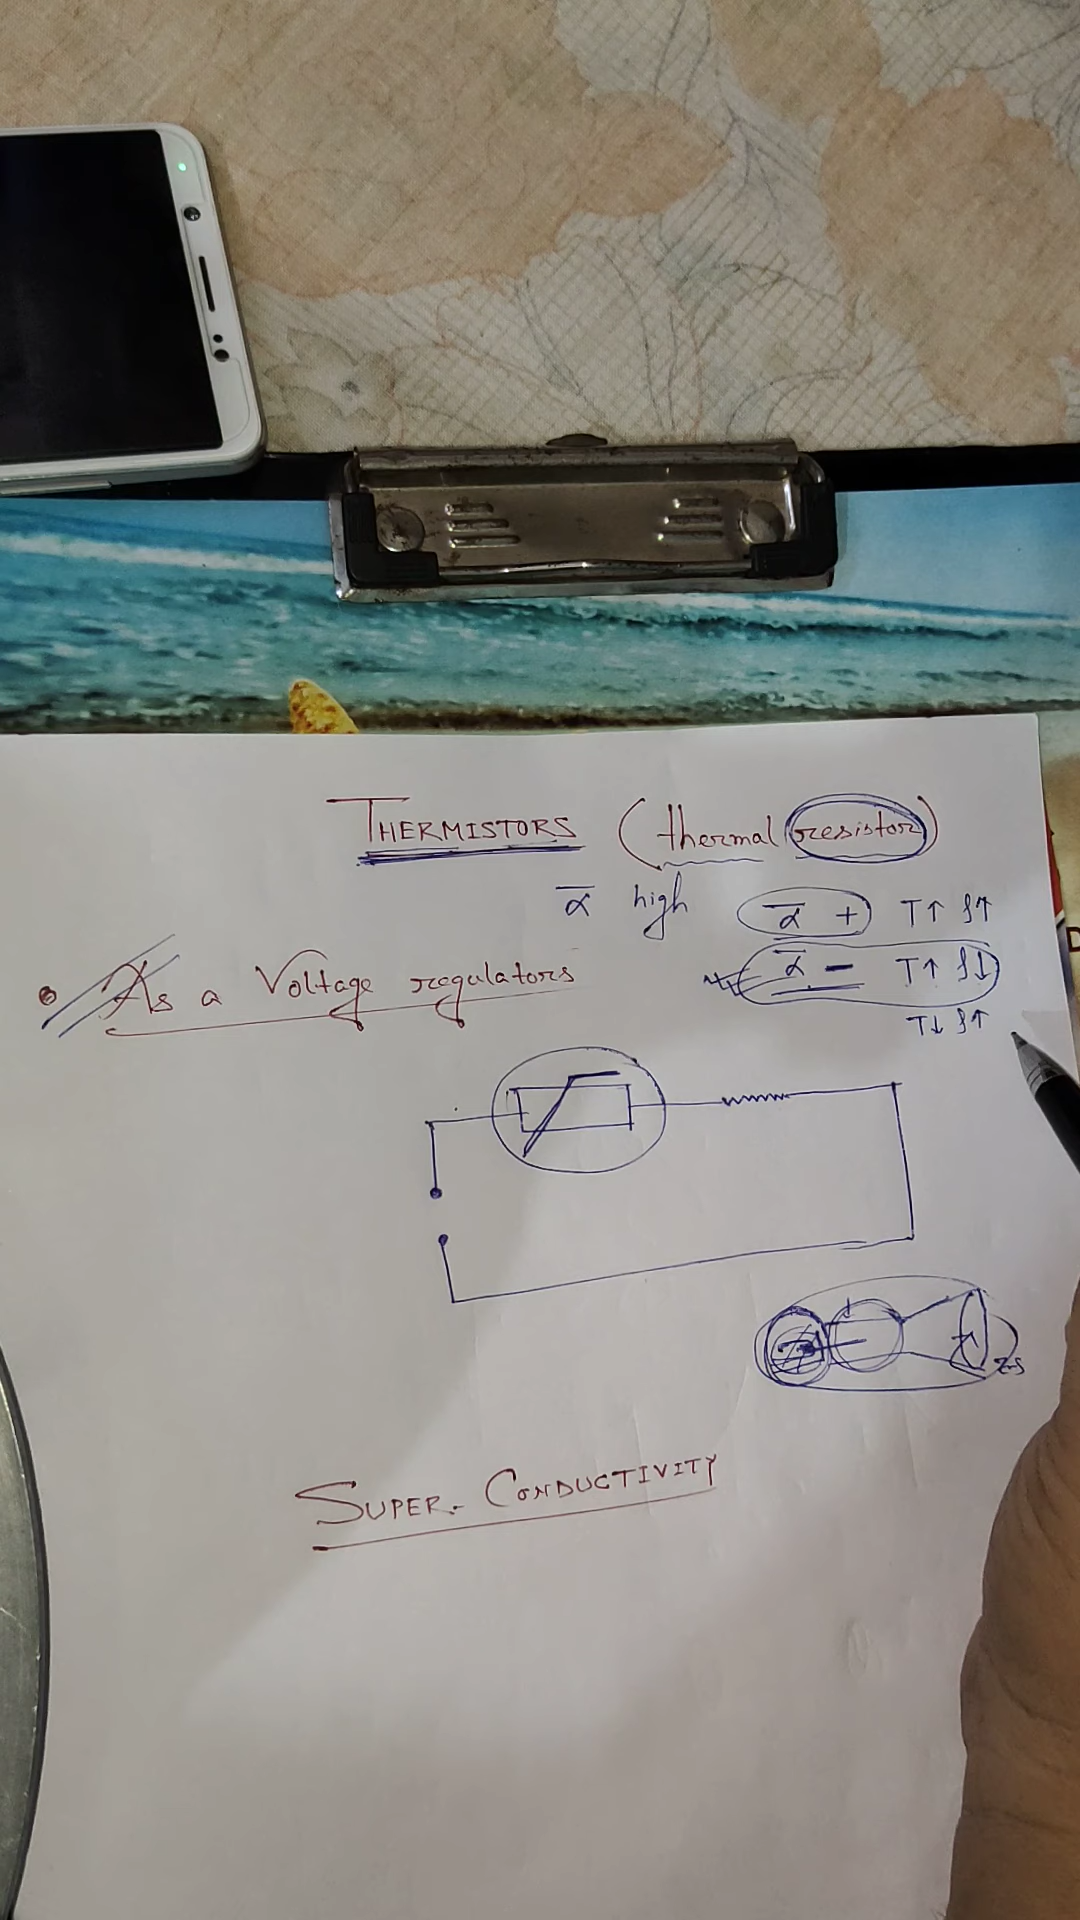 THERMISTORS (thermal resistor)
ᾱ high ᾱ + T↑ ρ↑
• As a Voltage regulators ᾱ - T↑ ρ↓
T↓ ρ↑
SUPER-CONDUCTIVITY